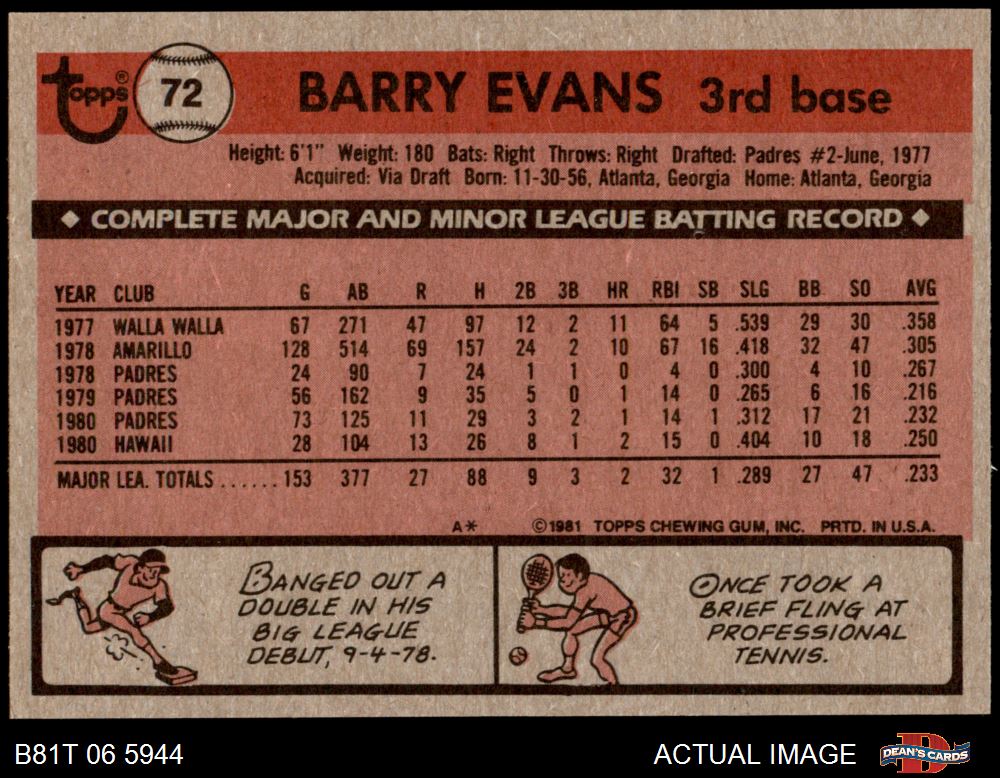 topps® 72 BARRY EVANS 3rd base
Height: 6'1" Weight: 180 Bats: Right Throws: Right Drafted: Padres #2-June, 1977
Acquired: Via Draft Born: 11-30-56, Atlanta, Georgia Home: Atlanta, Georgia
◆ COMPLETE MAJOR AND MINOR LEAGUE BATTING RECORD ◆
YEAR CLUB G AB R H 2B 3B HR RBI SB SLG BB SO AVG
1977 WALLA WALLA 67 271 47 97 12 2 11 64 5 .539 29 30 .358
1978 AMARILLO 128 514 69 157 24 2 10 67 16 .418 32 47 .305
1978 PADRES 24 90 7 24 1 1 0 4 0 .300 4 10 .267
1979 PADRES 56 162 9 35 5 0 1 14 0 .265 6 16 .216
1980 PADRES 73 125 11 29 3 2 1 14 1 .312 17 21 .232
1980 HAWAII 28 104 13 26 8 1 2 15 0 .404 10 18 .250
MAJOR LEA. TOTALS ...... 153 377 27 88 9 3 2 32 1 .289 27 47 .233
A* ©1981 TOPPS CHEWING GUM, INC. PRTD. IN U.S.A.
BANGED OUT A
DOUBLE IN HIS
BIG LEAGUE
DEBUT, 9-4-78.
ONCE TOOK A
BRIEF FLING AT
PROFESSIONAL
TENNIS.
B81T 06 5944 ACTUAL IMAGE DEAN'S CARDS